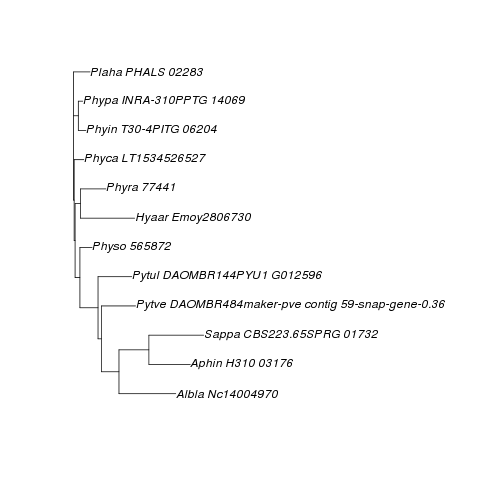 Plaha PHALS 02283
Phypa INRA-310PPTG 14069
Phyin T30-4PITG 06204
Phyca LT1534526527
Phyra 77441
Hyaar Emoy2806730
Physo 565872
Pytul DAOMBR144PYU1 G012596
Pytve DAOMBR484maker-pve contig 59-snap-gene-0.36
Sappa CBS223.65SPRG 01732
Aphin H310 03176
Albla Nc14004970